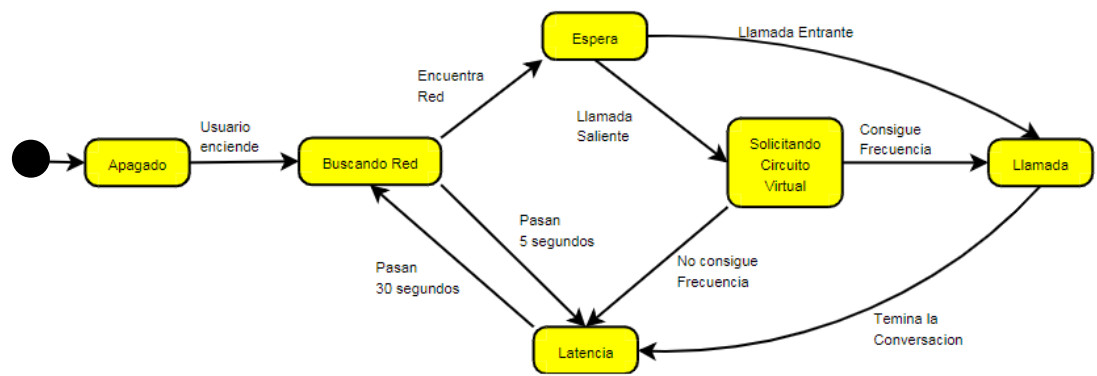 Espera
Llamada Entrante
Encuentra
Red
Llamada
Saliente
Usuario
enciende
Apagado
Buscando Red
Solicitando
Circuito
Virtual
Consigue
Frecuencia
Llamada
Pasan
5 segundos
Pasan
30 segundos
No consigue
Frecuencia
Temina la
Conversacion
Latencia